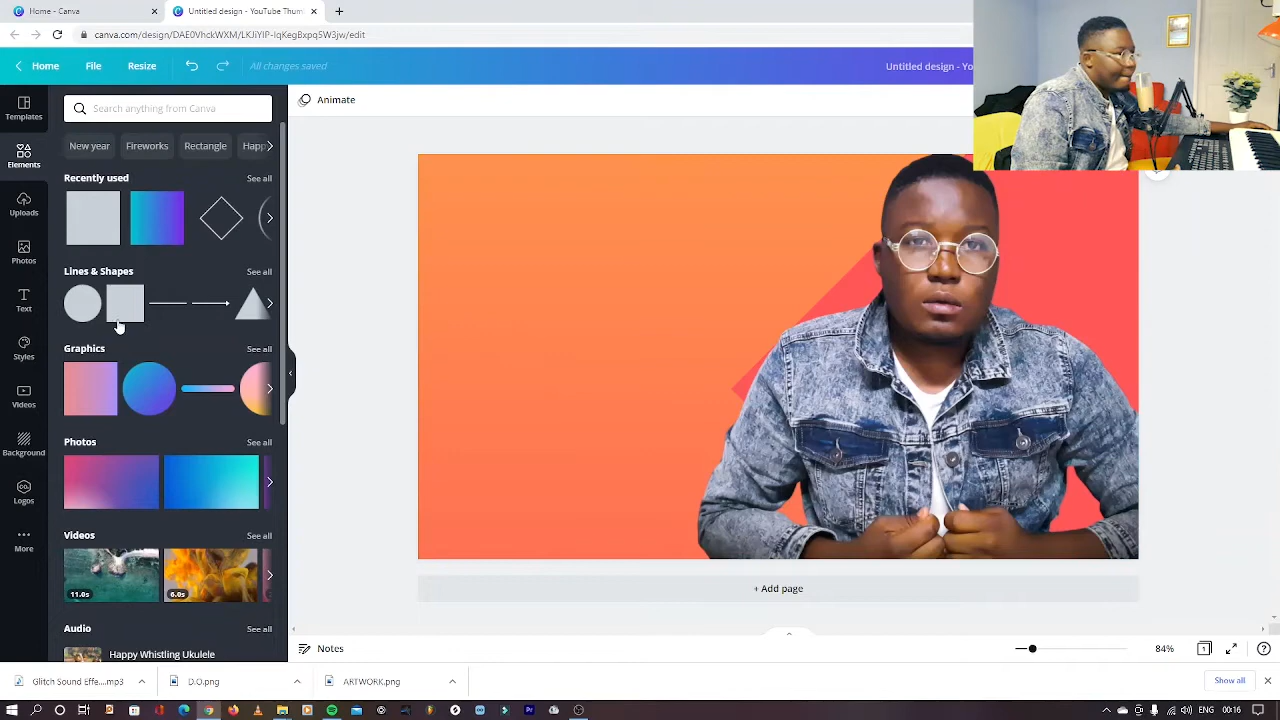 Home - Canva
Untitled design - YouTube Thum
canva.com/design/DAE0VhckWXM/LKJiYIP-IqKegBxpqSW3jw/edit
Home
File
Resize
All changes saved
Untitled design - Yo
Templates
Elements
Uploads
Photos
Text
Styles
Videos
Background
Logos
More
Search anything from Canva
New year
Fireworks
Rectangle
Happ
Recently used
See all
Lines & Shapes
See all
Graphics
See all
Photos
See all
Videos
See all
11.0s
6.0s
Audio
See all
Happy Whistling Ukulele
Animate
+ Add page
Notes
84%
1
Glitch Sound Effe....mp3
D.O.png
ARTWORK.png
Show all
ENG
00:16